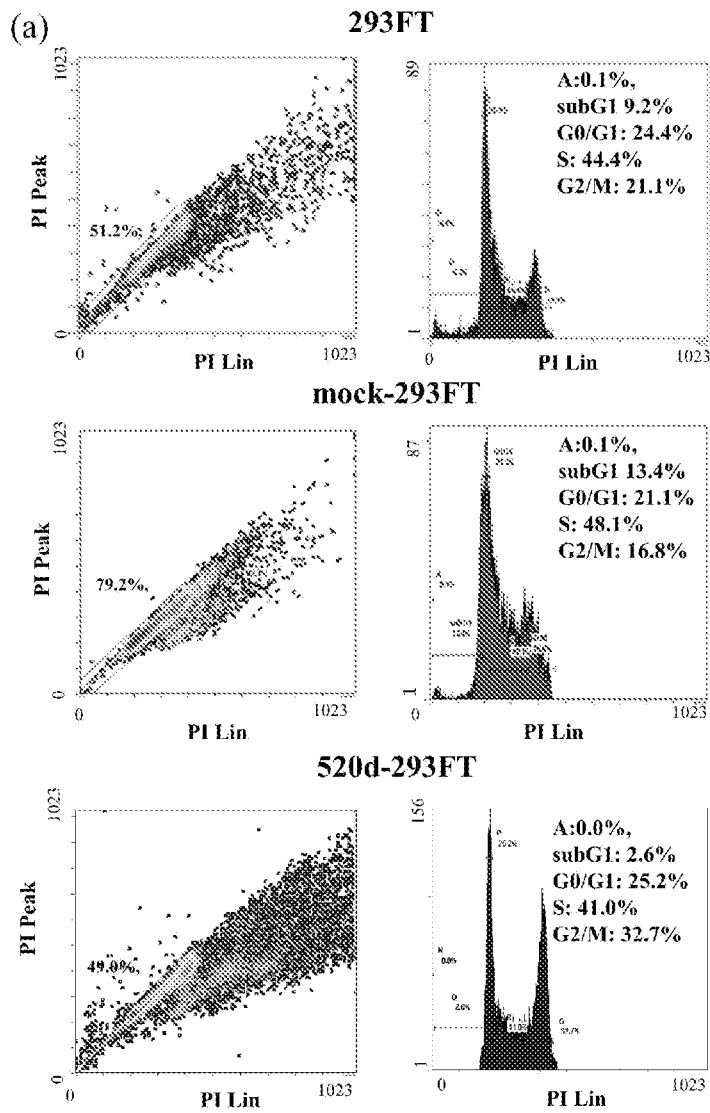 (a)
293FT
1023
PI Peak
51.2%,
0
0
1023
PI Lin
89
A:0.1%,
subG1 9.2%
G0/G1: 24.4%
S: 44.4%
G2/M: 21.1%
1
0
1023
PI Lin
mock-293FT
1023
PI Peak
79.2%,
0
0
1023
PI Lin
87
A:0.1%,
subG1 13.4%
G0/G1: 21.1%
S: 48.1%
G2/M: 16.8%
1
0
1023
PI Lin
520d-293FT
1023
PI Peak
49.0%,
0
0
1023
PI Lin
156
A:0.0%,
subG1: 2.6%
G0/G1: 25.2%
S: 41.0%
G2/M: 32.7%
1
0
1023
PI Lin